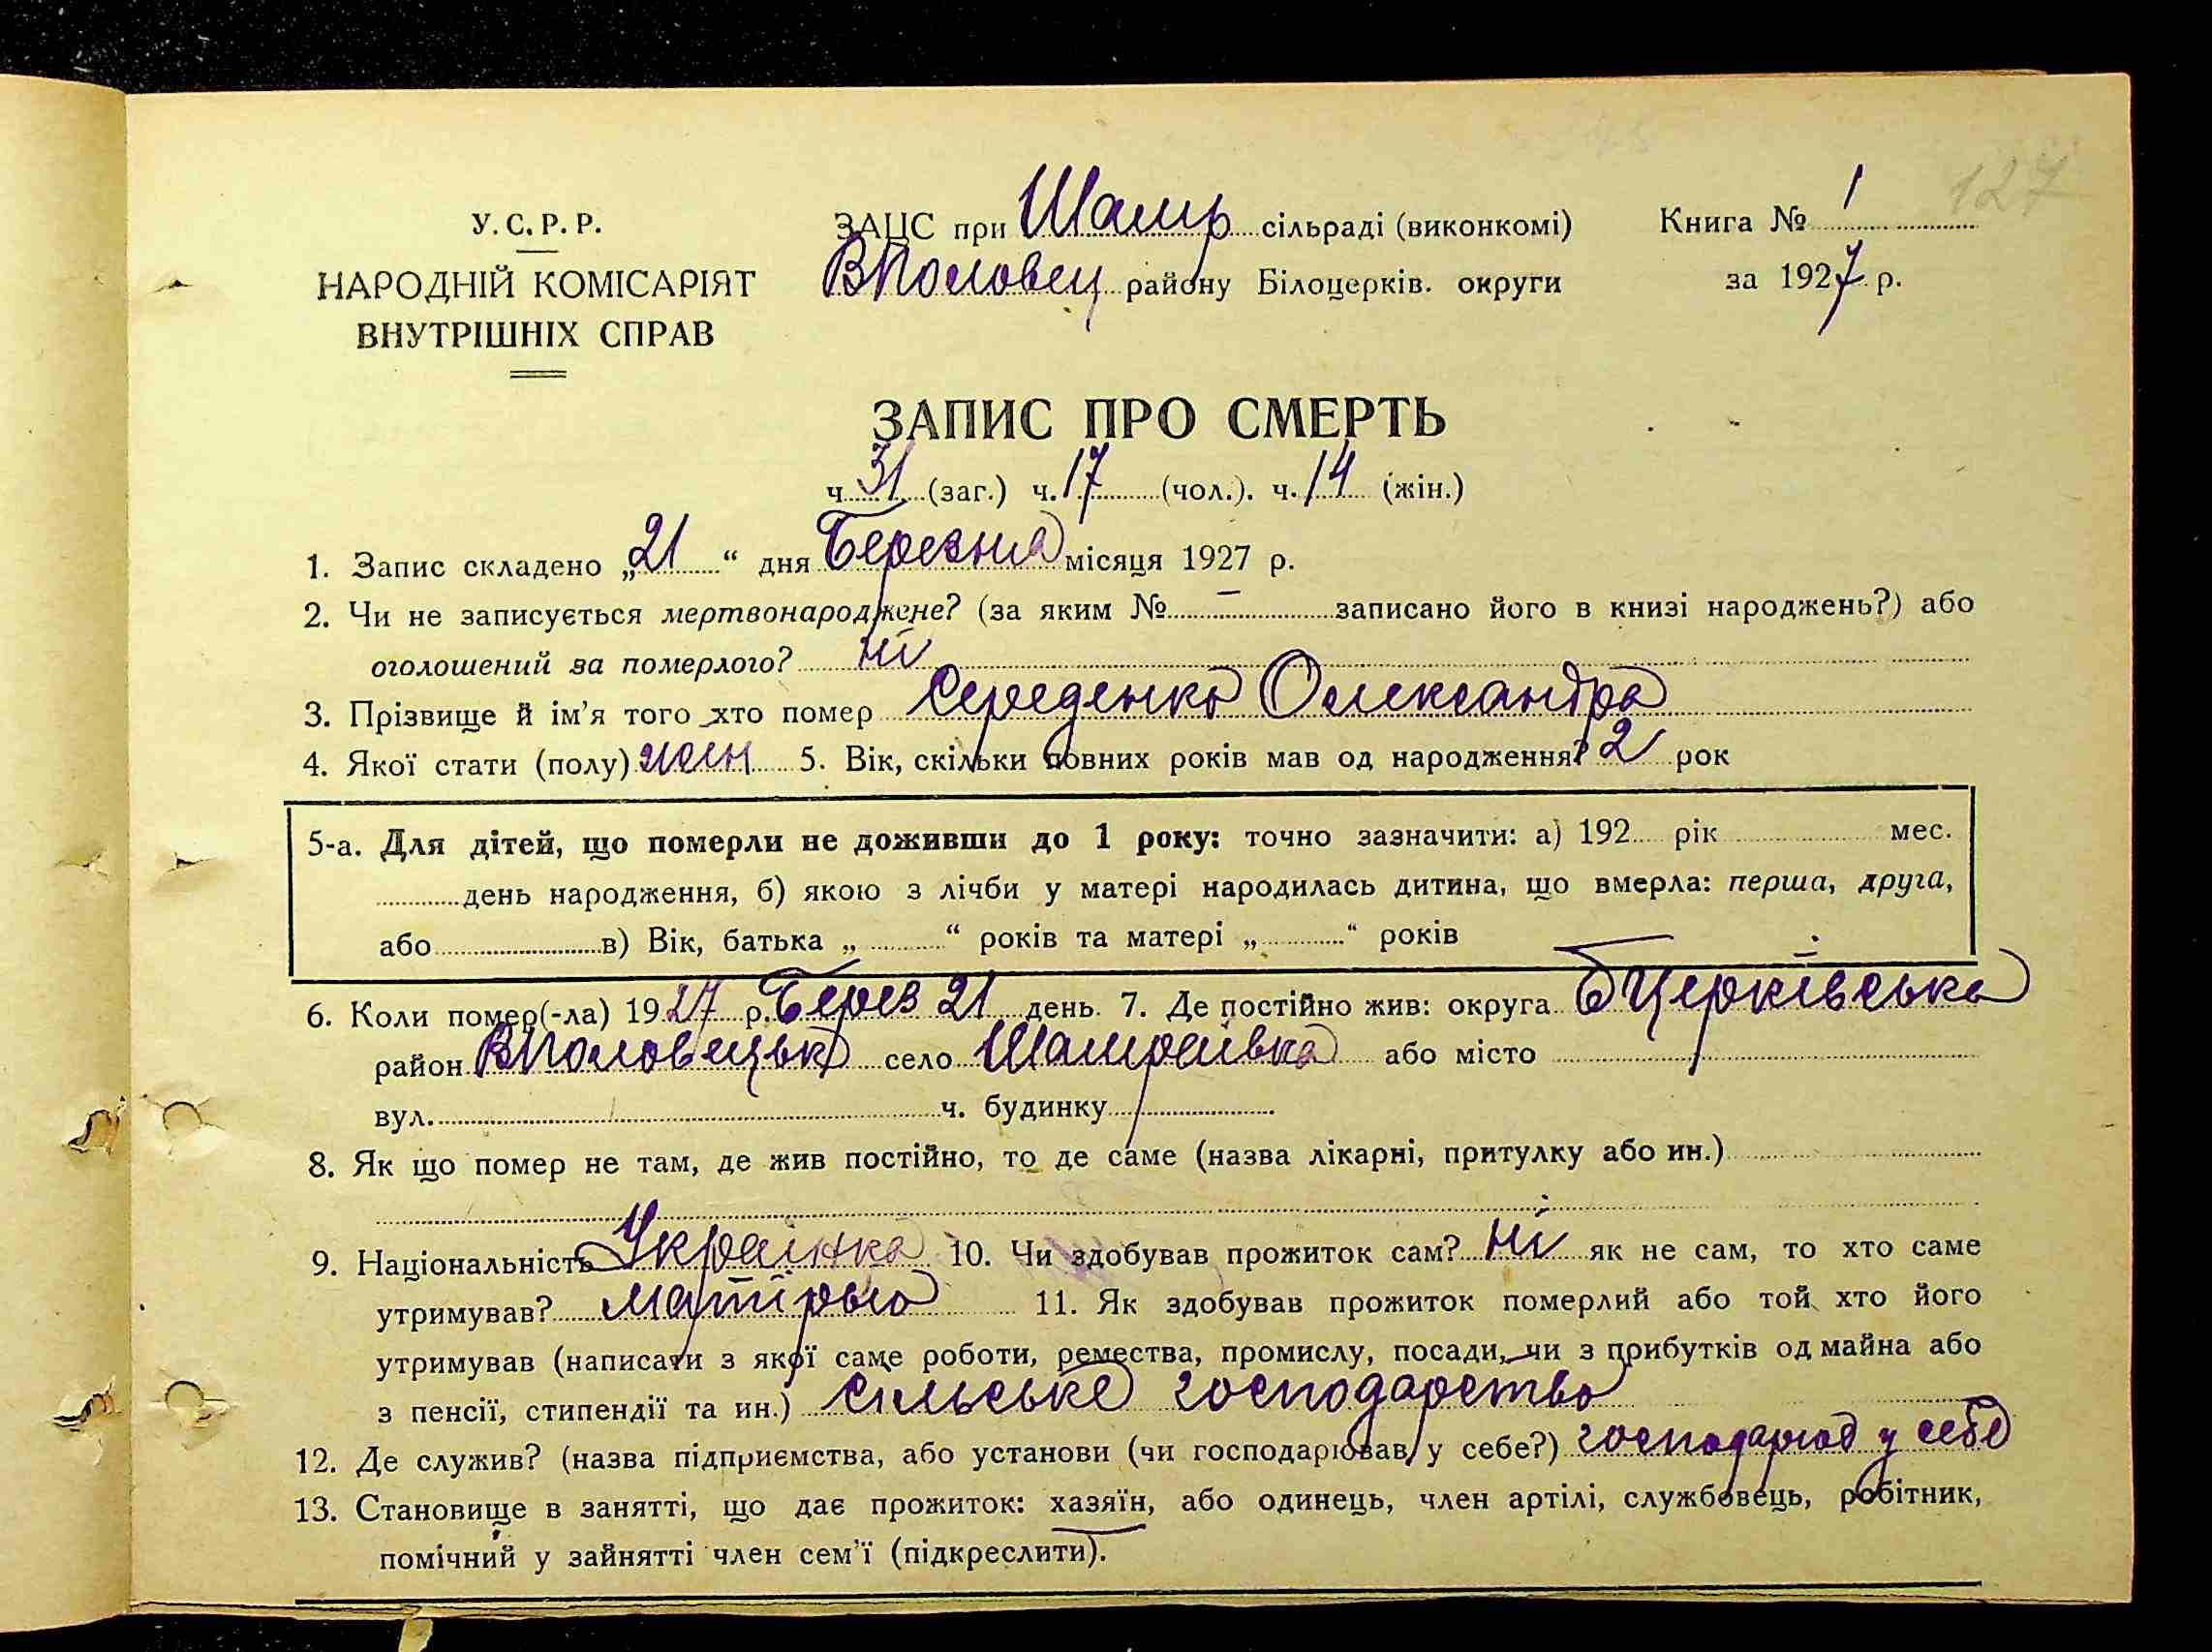 127
У. С. Р. Р.
НАРОДНІЙ КОМІСАРІЯТ
ВНУТРІШНІХ СПРАВ
ЗАЦС при Шамр сільраді (виконкомі)
ВПоловец району Білоцерків. округи
Книга № 1
за 1927 р.
ЗАПИС ПРО СМЕРТЬ
ч 31 (заг.) ч. 17 (чол.). ч. 14 (жін.)
1. Запис складено „21“ дня Березня місяця 1927 р.
2. Чи не записується мертвонароджене? (за яким № – записано його в книзі народжень?) або
оголошений за померлого? ні
3. Прізвище й ім’я того хто помер Середенко Олександра
4. Якої стати (полу) жен 5. Вік, скільки повних років мав од народження? 2 рок
5-а. Для дітей, що померли не доживши до 1 року: точно зазначити: а) 192 рік мес.
день народження, б) якою з лічби у матері народилась дитина, що вмерла: перша, друга,
або в) Вік, батька „ “ років та матері „ “ років
6. Коли помер(-ла) 1927 р. Берез 21 день 7. Де постійно жив: округа БЦерківська
район ВПоловецьк село Шамраївка або місто
вул. ч. будинку
8. Як що помер не там, де жив постійно, то де саме (назва лікарні, притулку або ин.)
9. Національність Українка 10. Чи здобував прожиток сам? ні як не сам, то хто саме
утримував? матірью 11. Як здобував прожиток померлий або той хто його
утримував (написати з якої саме роботи, ремества, промислу, посади, чи з прибутків од майна або
з пенсії, стипендії та ин.) сільське господарство
12. Де служив? (назва підприємства, або установи (чи господарював у себе?) господарюв у себе
13. Становище в занятті, що дає прожиток: хазяїн, або одинець, член артілі, службовець, робітник,
помічний у зайнятті член сем’ї (підкреслити).